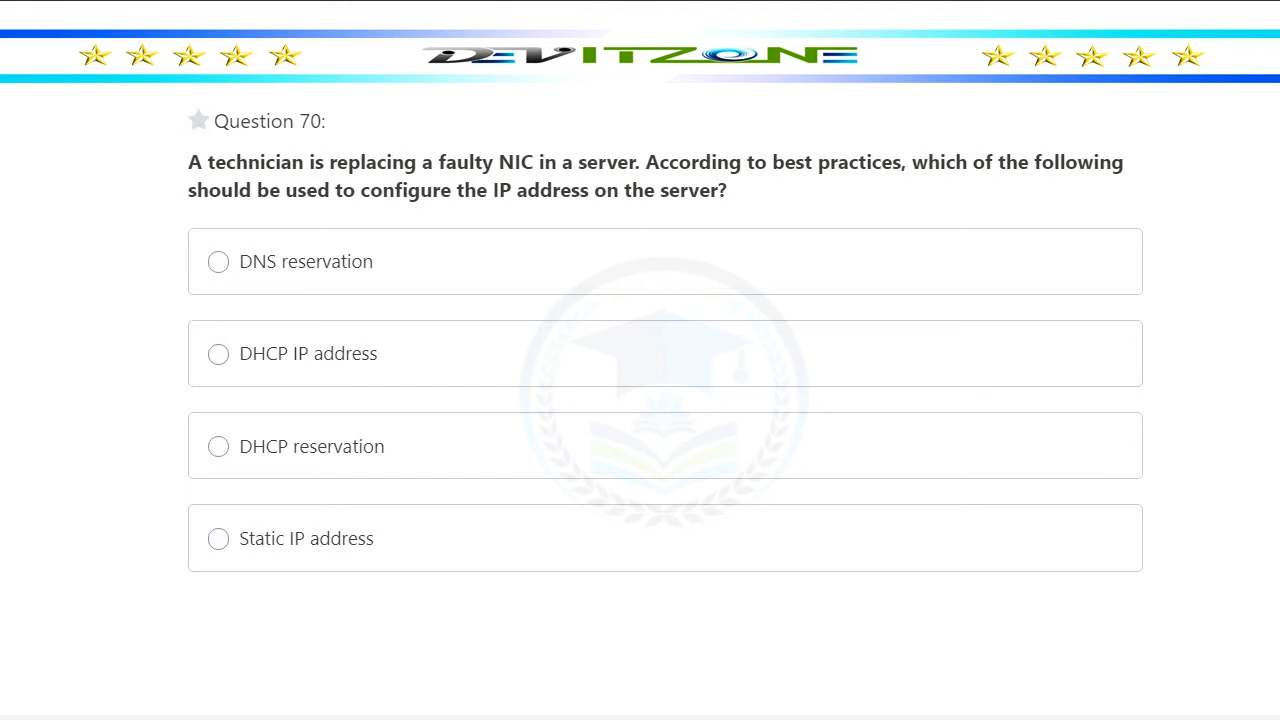 DEVITZONE
Question 70:
A technician is replacing a faulty NIC in a server. According to best practices, which of the following
should be used to configure the IP address on the server?
DNS reservation
DHCP IP address
DHCP reservation
Static IP address